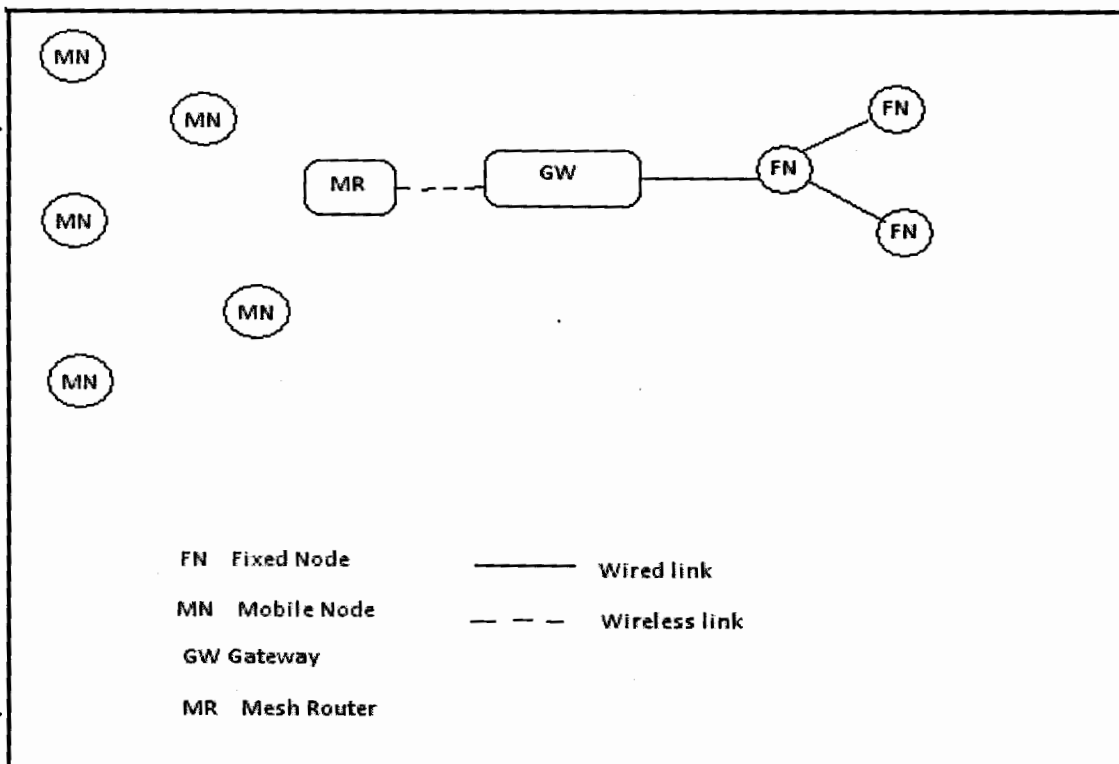 MN
MN
FN
MR
GW
FN
MN
FN
MN
MN
FN Fixed Node
Wired link
MN Mobile Node
Wireless link
GW Gateway
MR Mesh Router